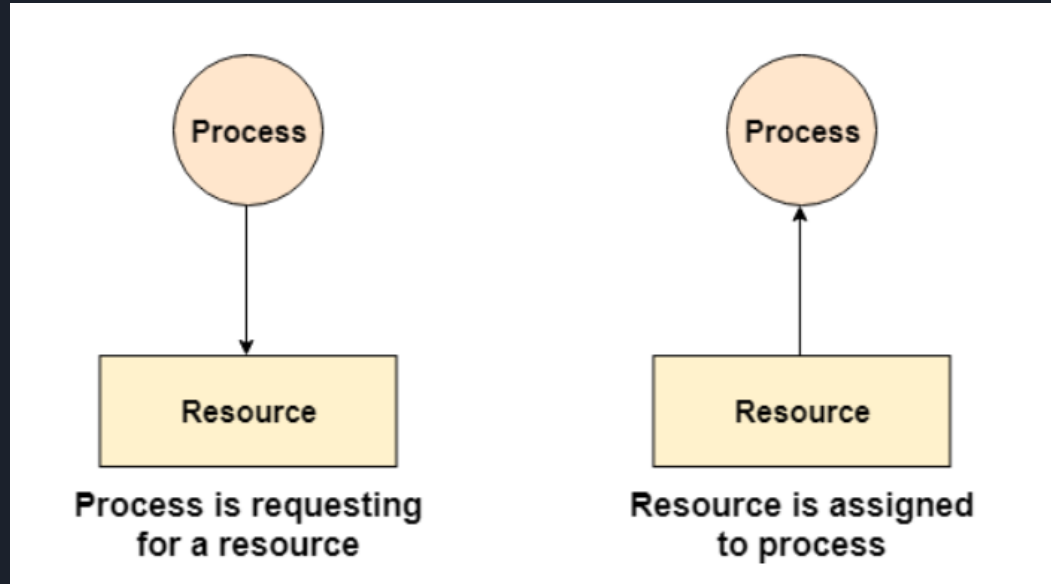 Process
Resource
Process is requesting
for a resource
Process
Resource
Resource is assigned
to process